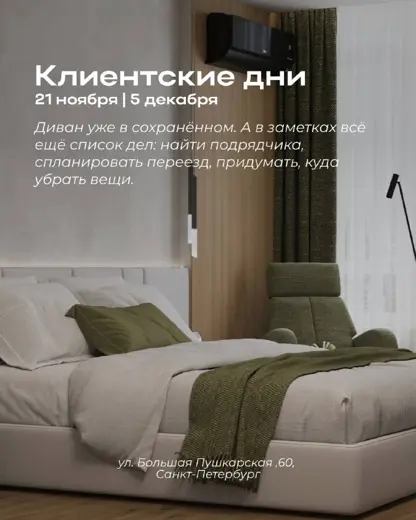 Клиентские дни
21 ноября | 5 декабря
Диван уже в сохранённом. А в заметках всё
ещё список дел: найти подрядчика,
спланировать переезд, придумать, куда
убрать вещи.
ул. Большая Пушкарская ,60,
Санкт-Петербург